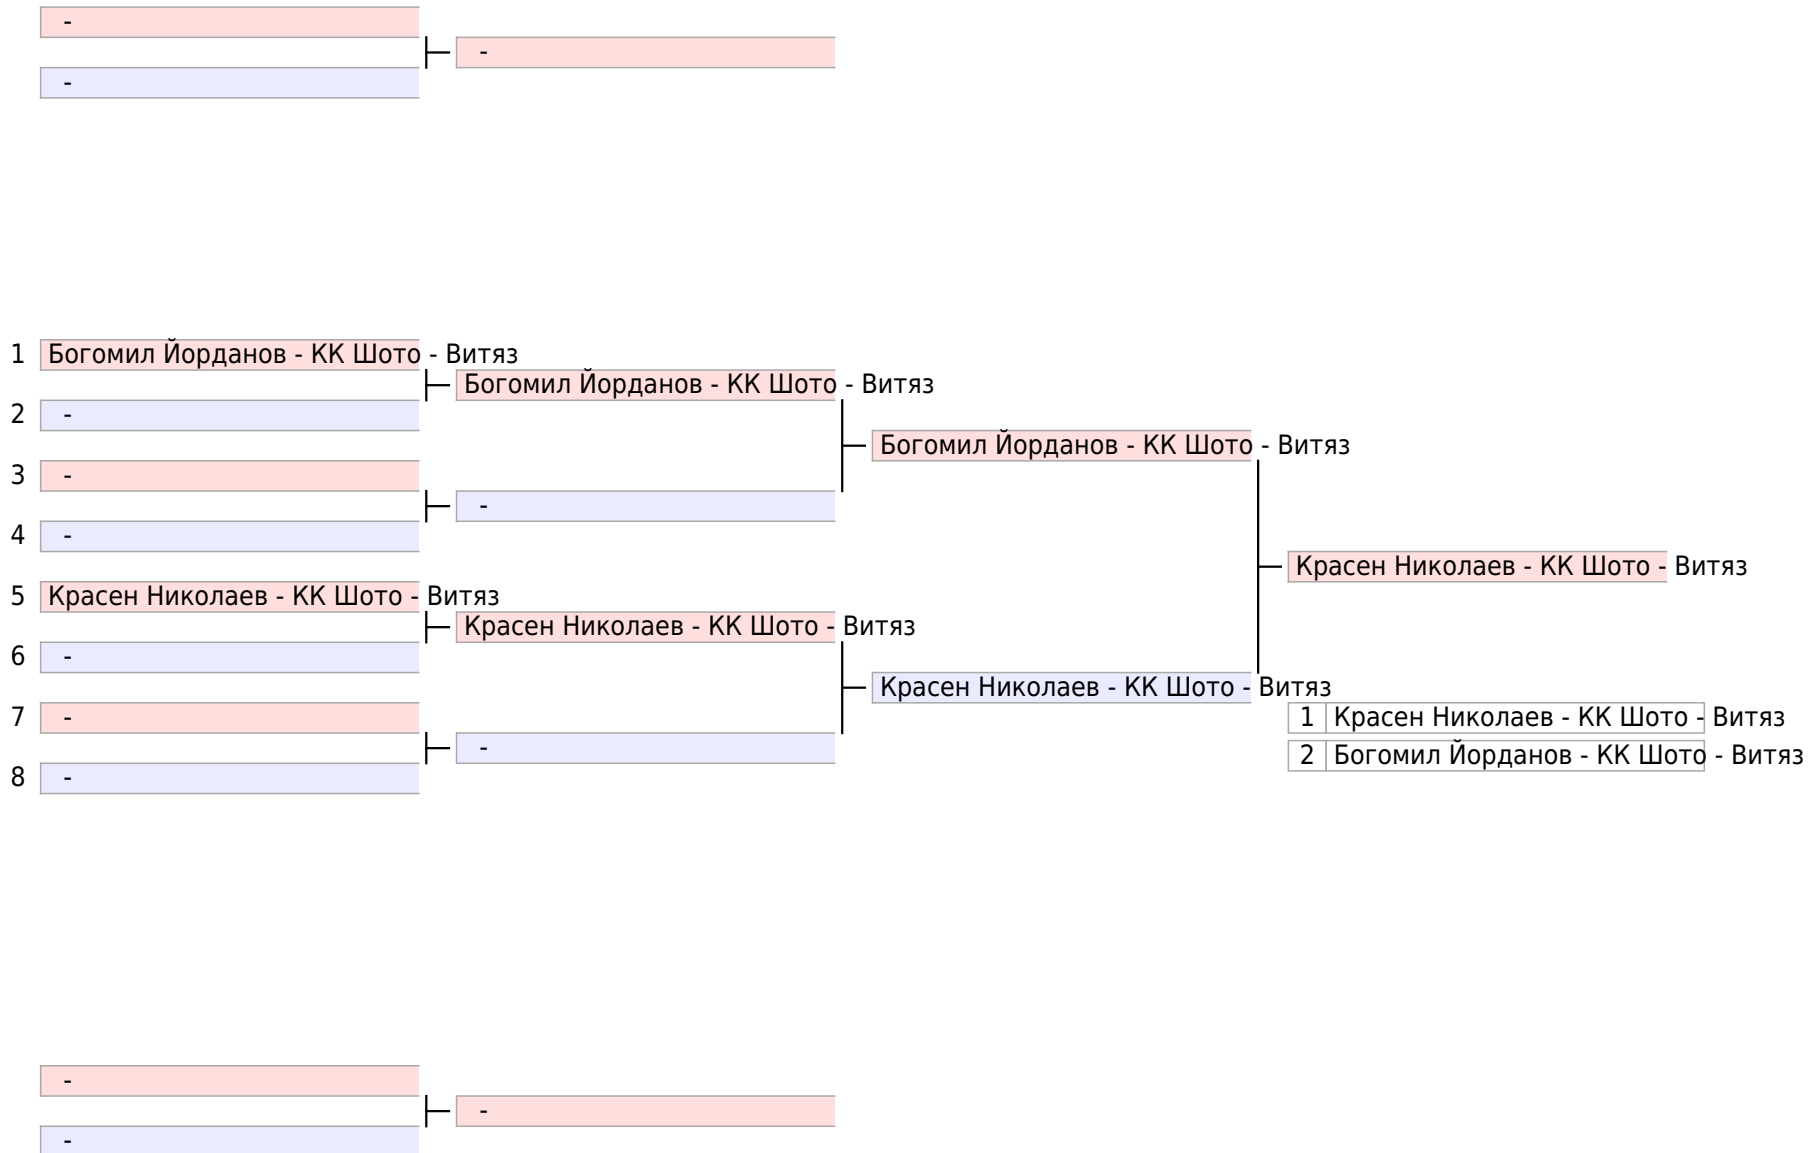 -
-
-
1 Богомил Йорданов - КК Шото - Витяз
Богомил Йорданов - КК Шото - Витяз
2 -
Богомил Йорданов - КК Шото - Витяз
3 -
-
4 -
Красен Николаев - КК Шото - Витяз
5 Красен Николаев - КК Шото - Витяз
Красен Николаев - КК Шото - Витяз
6 -
Красен Николаев - КК Шото - Витяз
7 -
1 Красен Николаев - КК Шото - Витяз
-
2 Богомил Йорданов - КК Шото - Витяз
8 -
-
-
-